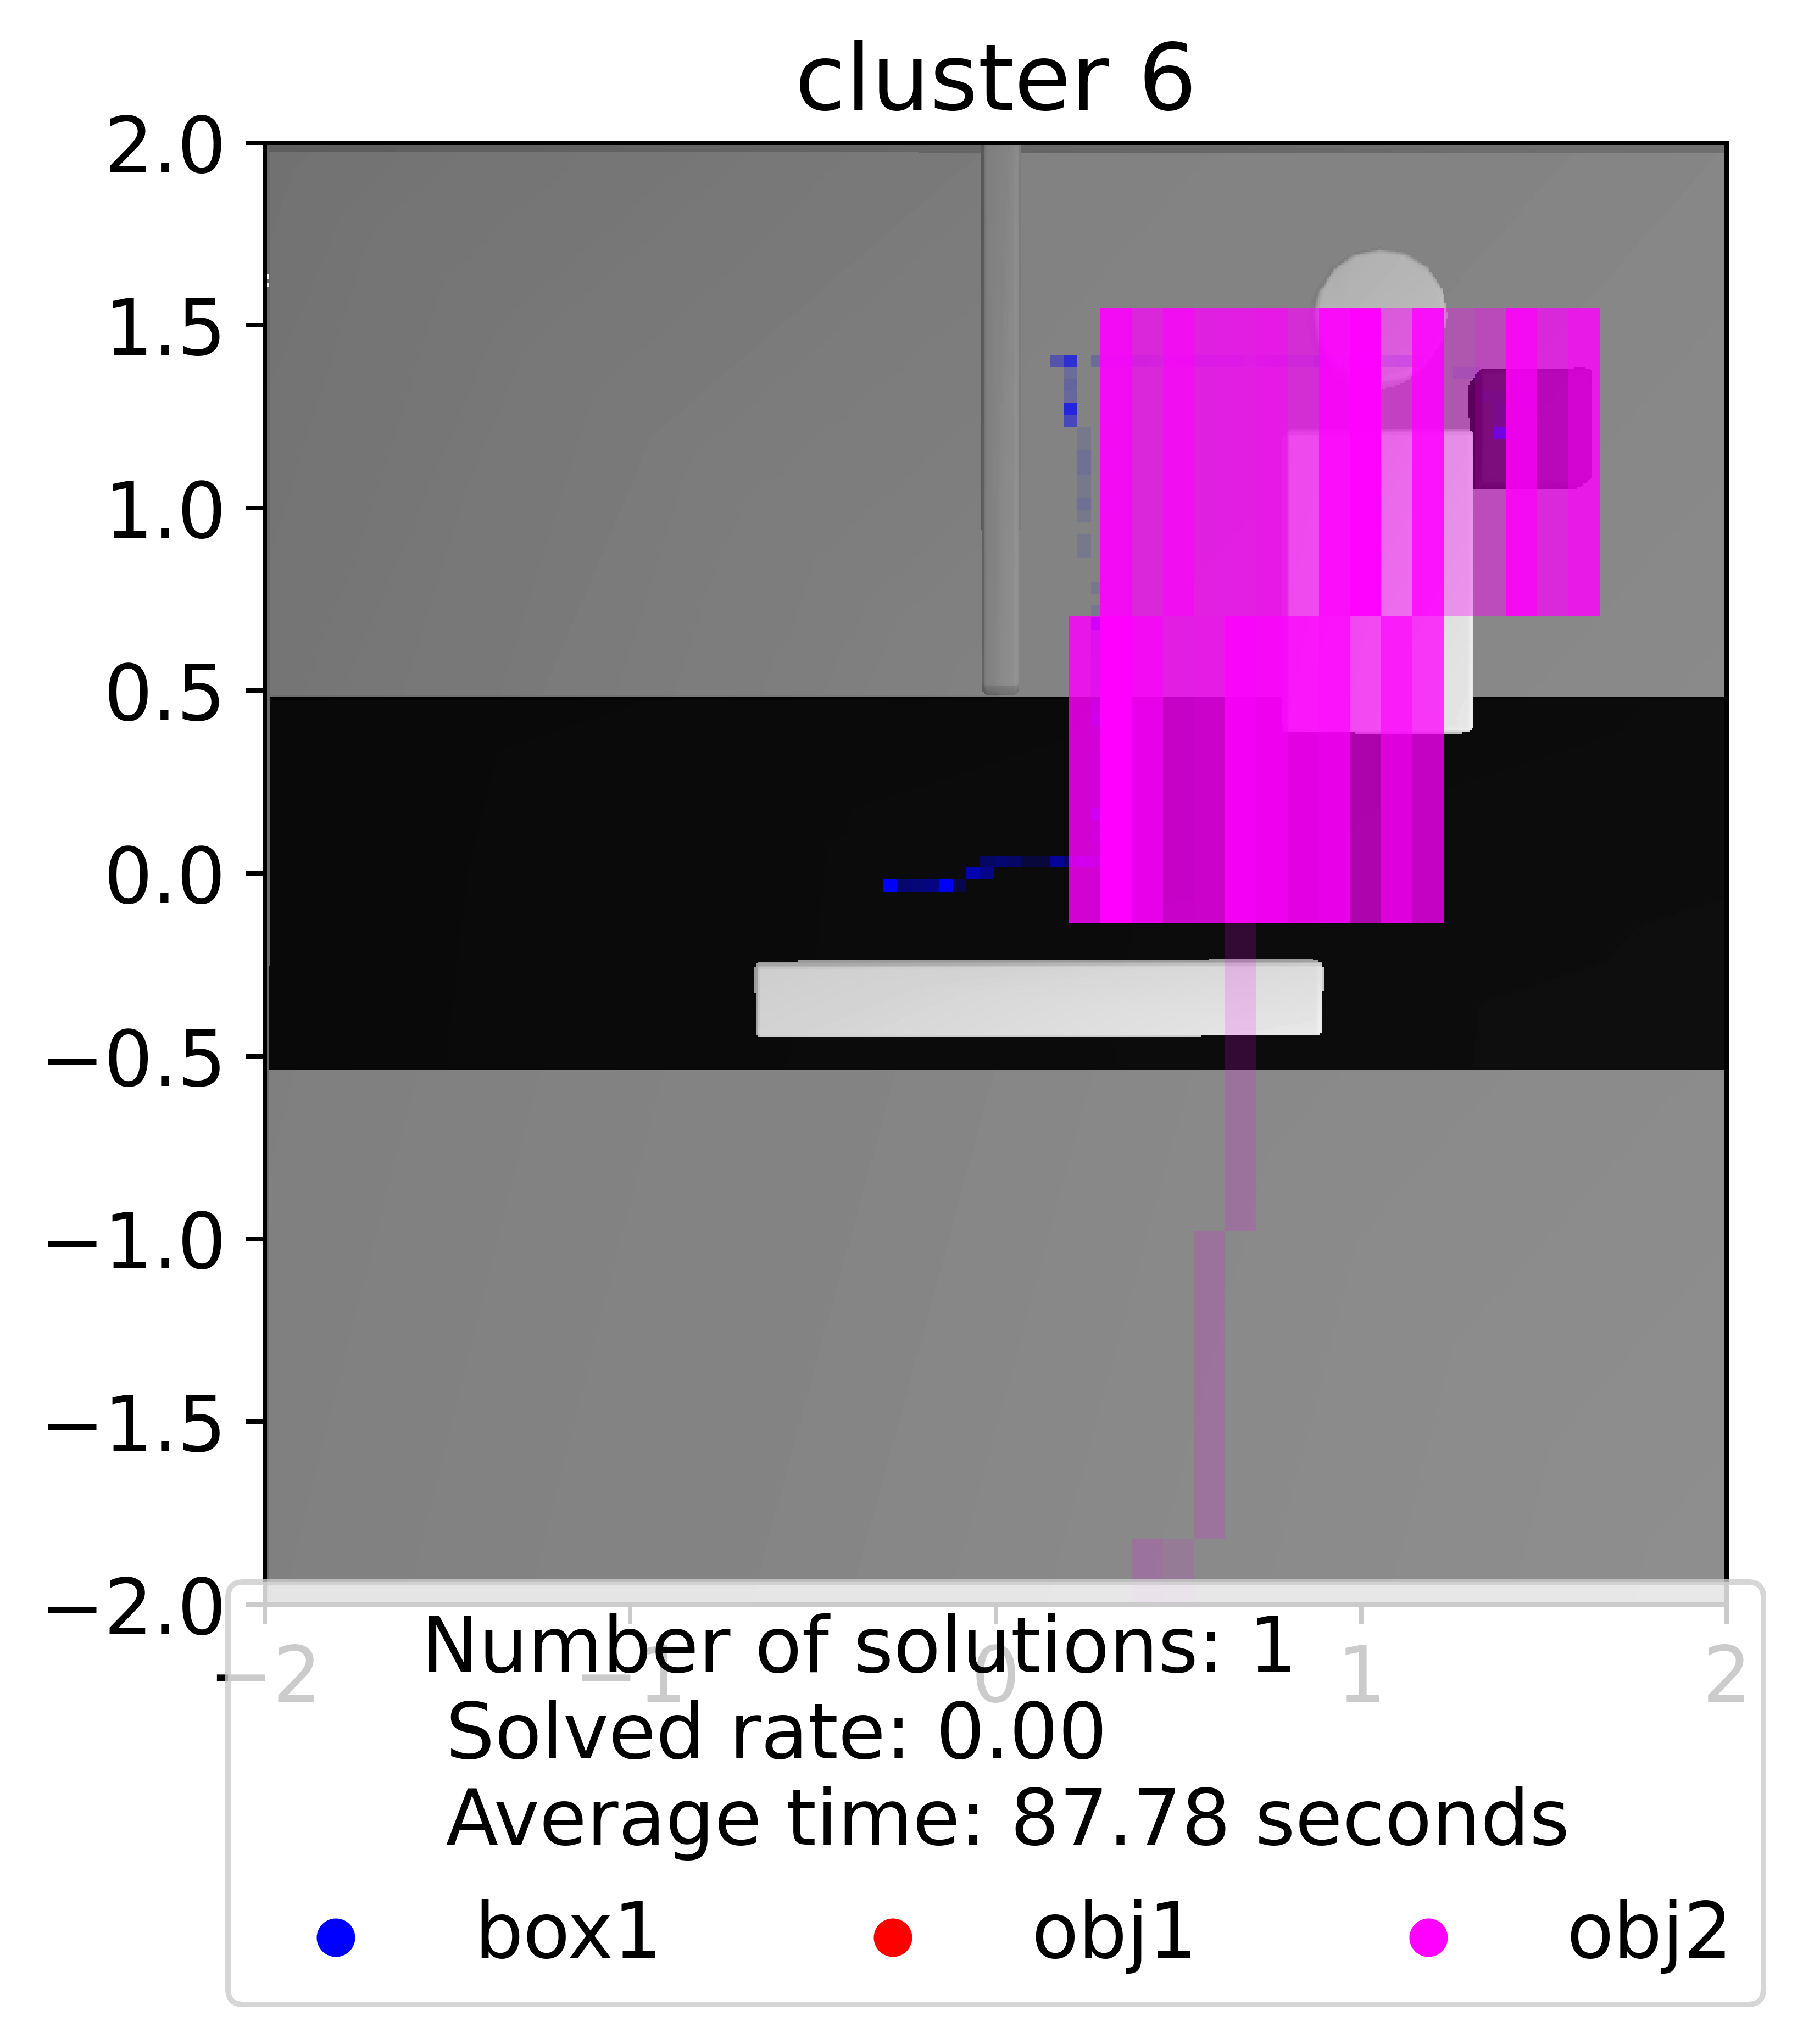 cluster 6
2.0
1.5
1.0
0.5
0.0
−0.5
−1.0
−1.5
−2.0
−2 −1 0 1 2
Number of solutions: 1
Solved rate: 0.00
Average time: 87.78 seconds
box1 obj1 obj2